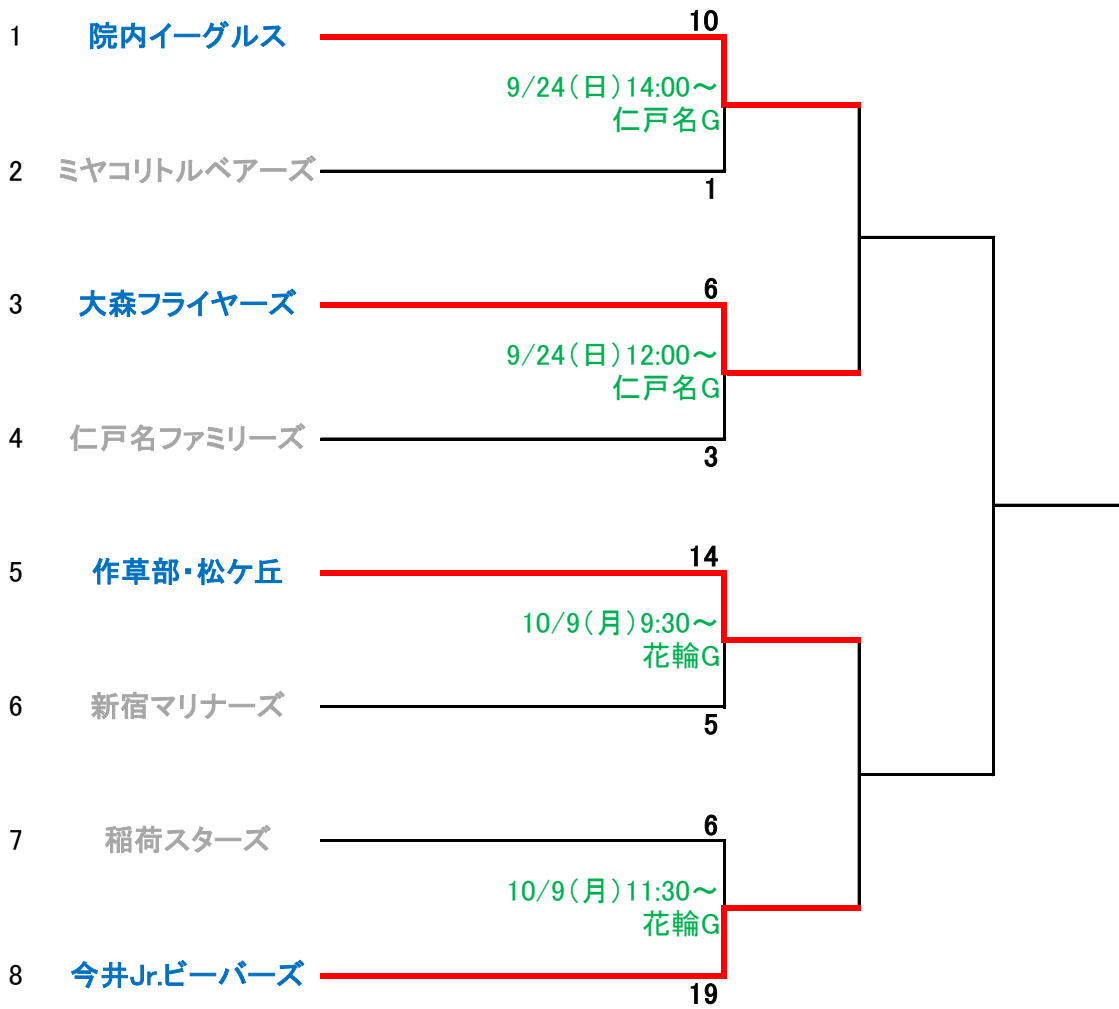 10
1 院内イーグルス
9/24(日)14:00～
仁戸名G
2 ミヤコリトルベアーズ
1
6
3 大森フライヤーズ
9/24(日)12:00～
仁戸名G
4 仁戸名ファミリーズ
3
14
5 作草部・松ケ丘
10/9(月)9:30～
花輪G
6 新宿マリナーズ
5
6
7 稲荷スターズ
10/9(月)11:30～
花輪G
8 今井Jr.ビーバーズ
19